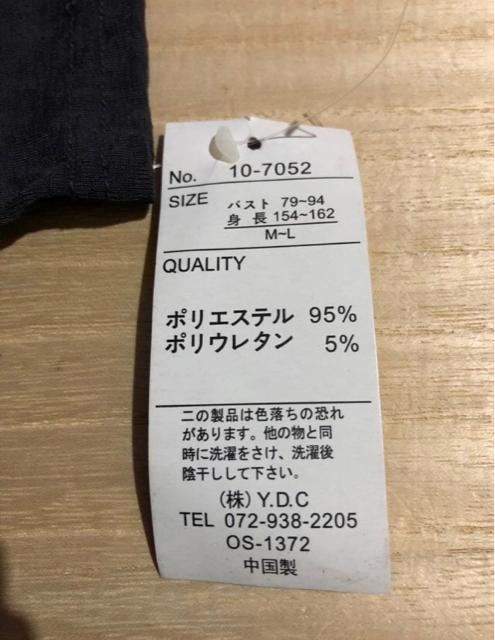 No. 10-7052
SIZE
バスト 79~94
身 長 154~162
M~L
QUALITY
ポリエステル 95%
ポリウレタン 5%
二の製品は色落ちの恐れ
があります。他の物と同
時に洗濯をさけ、洗濯後
陰干しして下さい。
(株) Y.D.C
TEL 072-938-2205
OS-1372
中国製